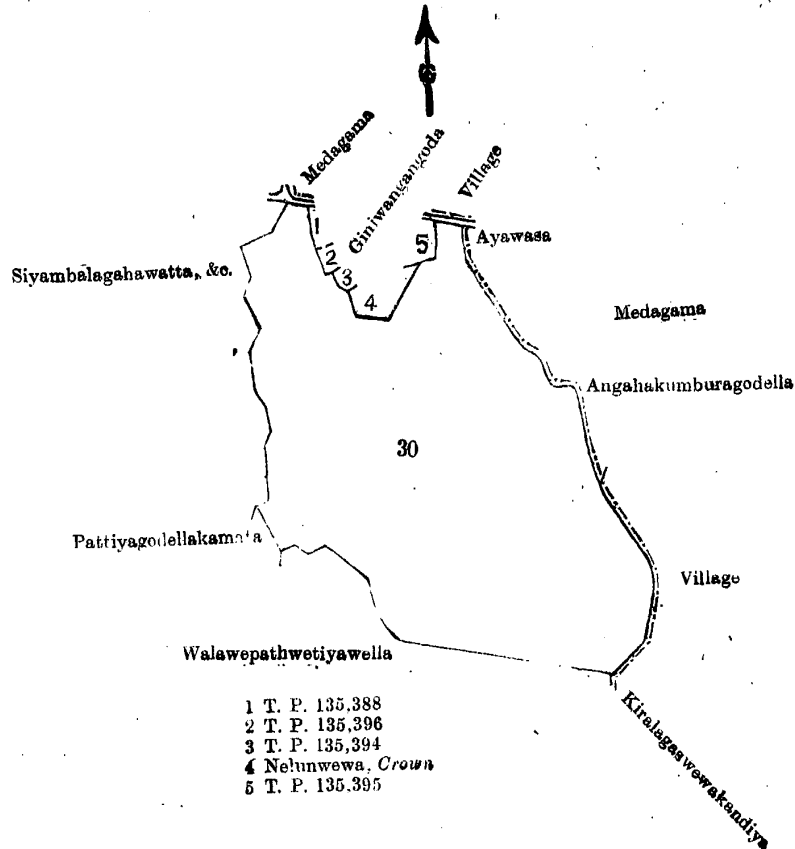 Medagama
Giniwangangoda
Village
1
2
3
4
5
Ayawasa
Siyambalagahawatta, &c.
Medagama
Angahakumburagodella
30
Village
Walawepathwetiyawella
Kiralagaswewakandiya
1 T. P. 135,388
2 T. P. 135,396
3 T. P. 135,394
4 Nelunwewa, Crown
5 T. P. 135,395